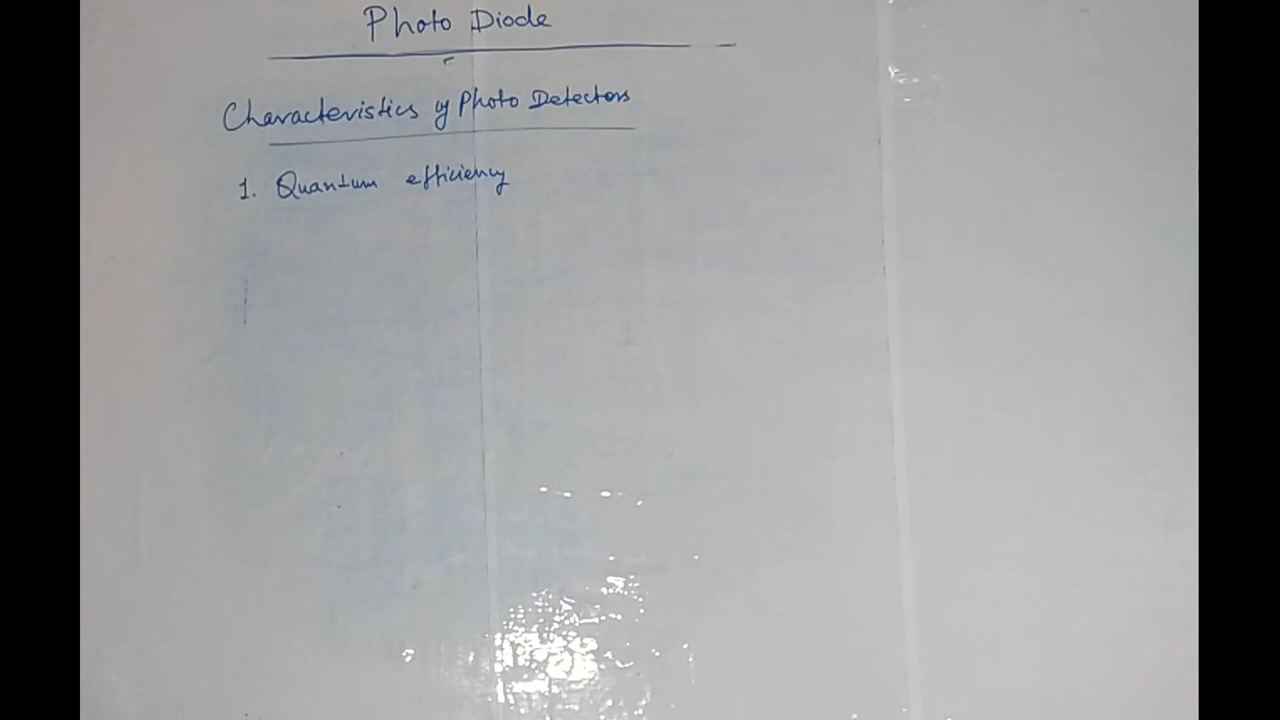 Photo Diode
Characteristics of Photo Detectors
1. Quantum efficiency